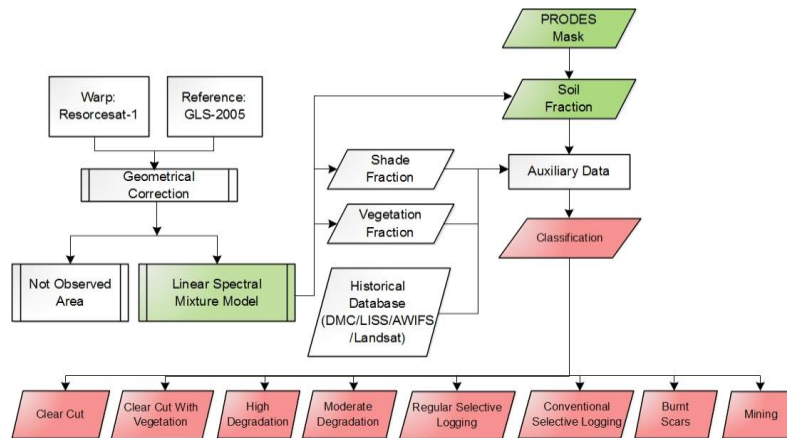 PRODES
Mask
Warp:
Resorcesat-1
Reference:
GLS-2005
Soil
Fraction
Shade
Fraction
Auxiliary Data
Geometrical
Correction
Vegetation
Fraction
Classification
Not Observed
Area
Linear Spectral
Mixture Model
Historical
Database
(DMC/LISS/AWIFS
/Landsat)
Clear Cut
Clear Cut With
Vegetation
High
Degradation
Moderate
Degradation
Regular Selective
Logging
Conventional
Selective Logging
Burnt
Scars
Mining